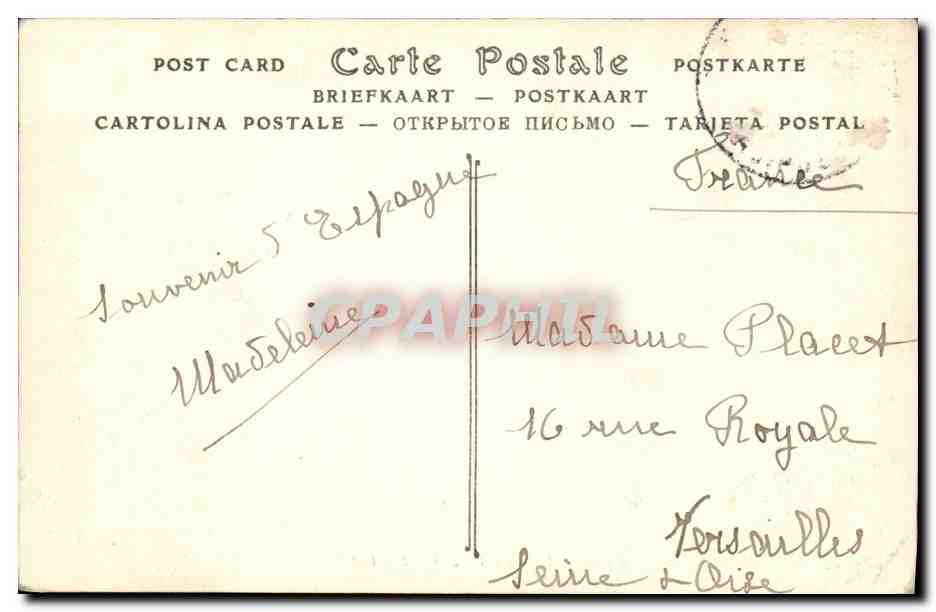 POST CARD Carte Postale POSTKARTE
BRIEFKAART — POSTKAART
CARTOLINA POSTALE — ОТКРЫТОЕ ПИСЬМО — TARJETA POSTAL
France
Souvenir d'Espagne
Madeleine
CPAPHIL
Madame Placet
16 rue Royale
Versailles
Seine & Oise